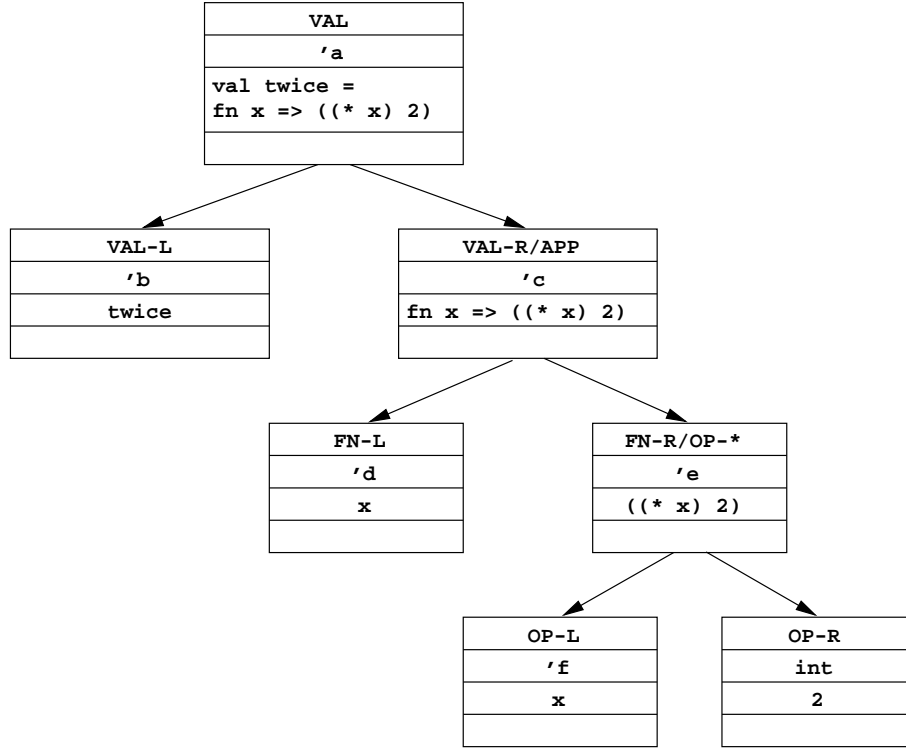 VAL
’a
val twice =
fn x => ((* x) 2)
VAL-L
’b
twice
VAL-R/APP
’c
fn x => ((* x) 2)
FN-L
’d
x
FN-R/OP-*
’e
((* x) 2)
OP-L
’f
x
OP-R
int
2